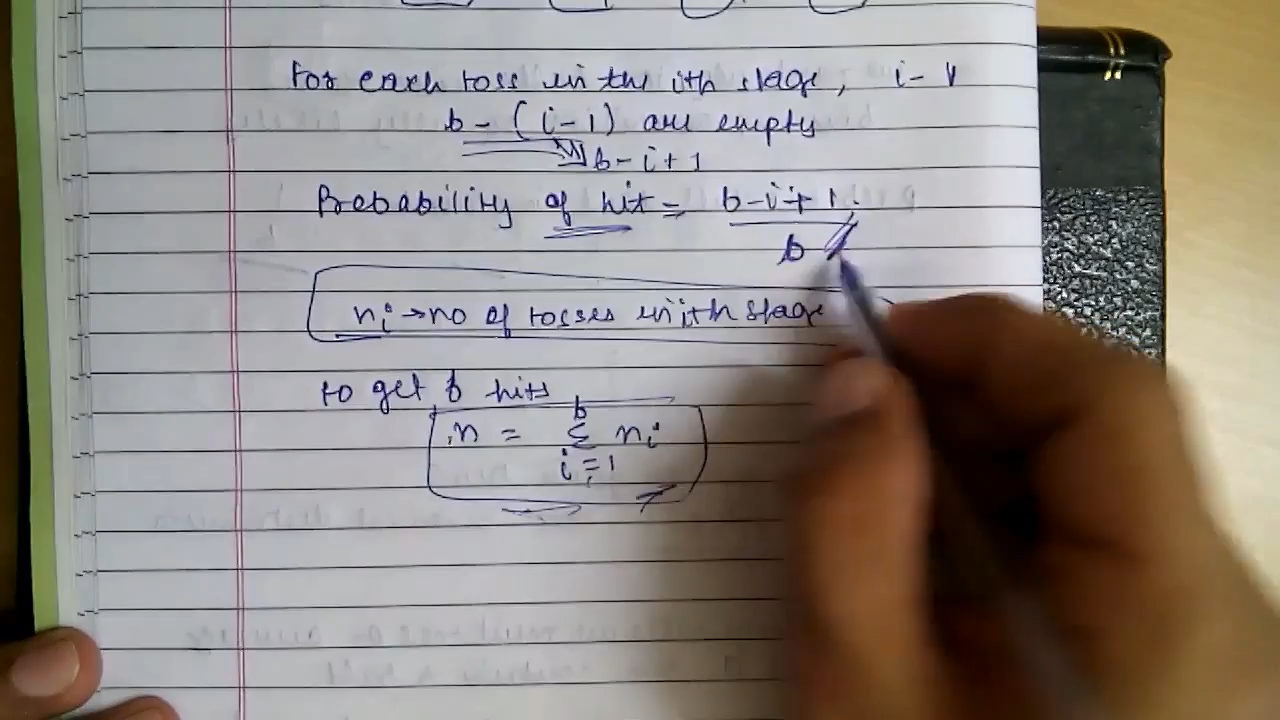 For each toss in the ith stage, i-1
b - (i-1) are empty
b-i+1
Probability of hit = b-i+1
b
ni → no of tosses in ith stage
to get b hits
b
n = Σ ni
i=1